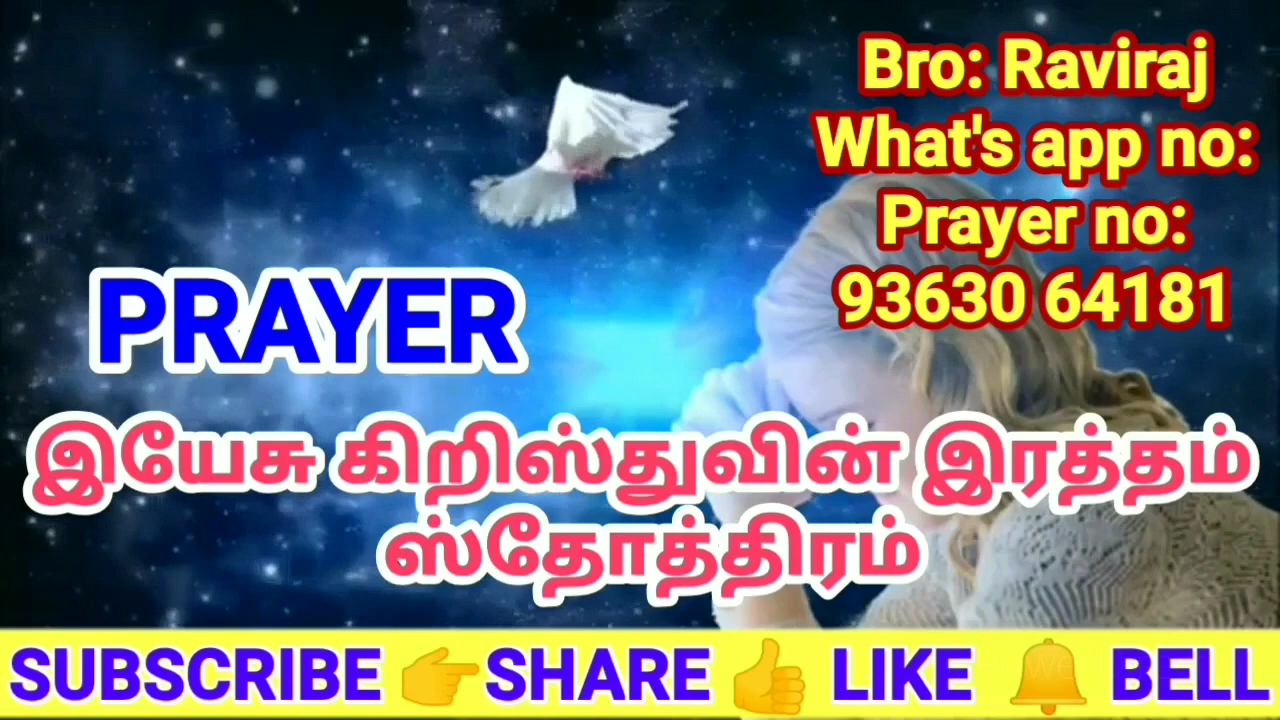 Bro: Raviraj
What's app no:
Prayer no:
93630 64181
PRAYER
இயேசு கிறிஸ்துவின் இரத்தம்
ஸ்தோத்திரம்
SUBSCRIBE 👉 SHARE 👍 LIKE 🔔 BELL